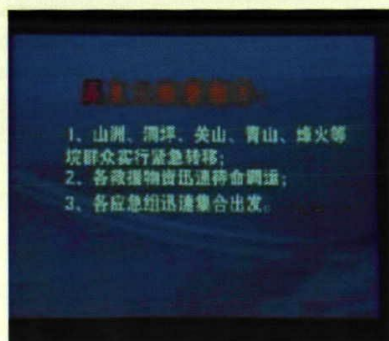 1、山洲、渭坪、关山、青山、烽火等
垸群众实行紧急转移；
2、各救援物资迅速待命调运；
3、各应急组迅速集合出发。